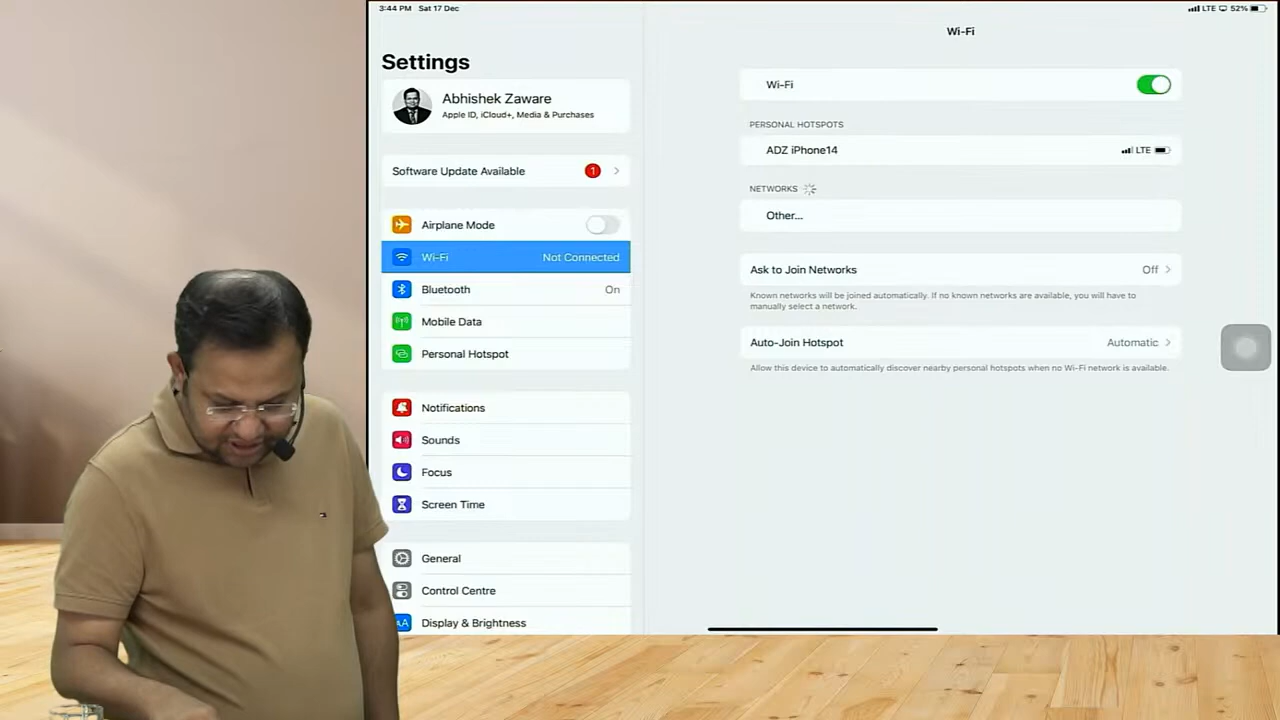 3:44 PM Sat 17 Dec
LTE 52%
Settings
Abhishek Zaware
Apple ID, iCloud+, Media & Purchases
Software Update Available 1
Airplane Mode
Wi-Fi Not Connected
Bluetooth On
Mobile Data
Personal Hotspot
Notifications
Sounds
Focus
Screen Time
General
Control Centre
AA Display & Brightness
Wi-Fi
Wi-Fi
PERSONAL HOTSPOTS
ADZ iPhone14 LTE
NETWORKS
Other...
Ask to Join Networks Off
Known networks will be joined automatically. If no known networks are available, you will have to
manually select a network.
Auto-Join Hotspot Automatic
Allow this device to automatically discover nearby personal hotspots when no Wi-Fi network is available.